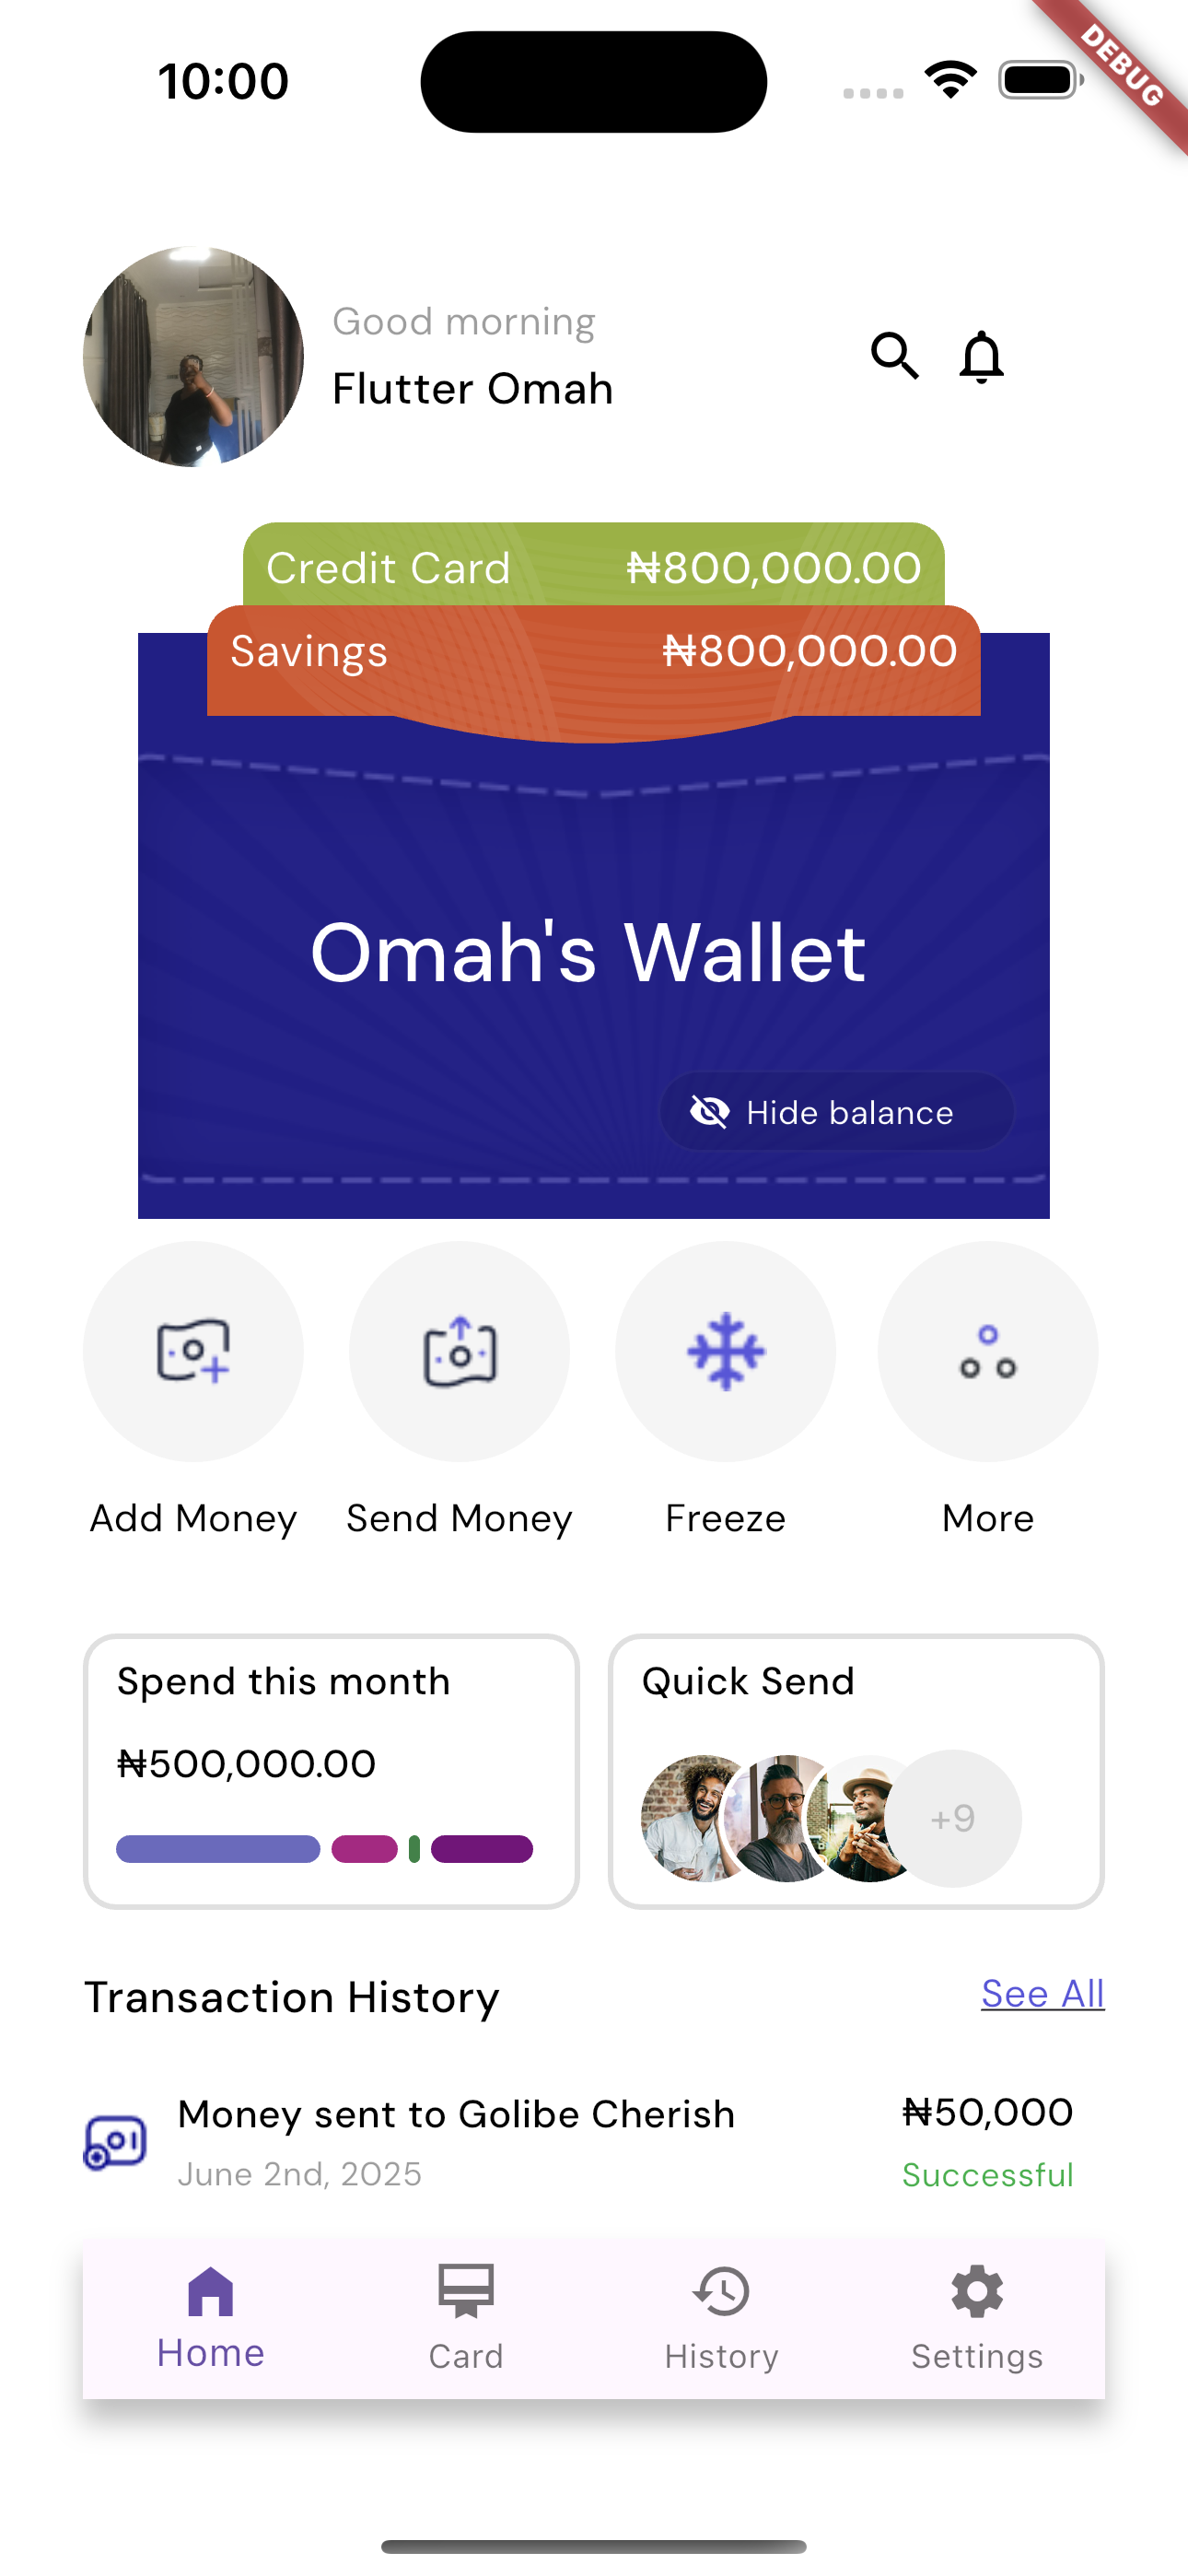 10:00
DEBUG
Good morning
Flutter Omah
Credit Card ₦800,000.00
Savings ₦800,000.00
Omah's Wallet
Hide balance
Add Money Send Money Freeze More
Spend this month
₦500,000.00
Quick Send
+9
Transaction History See All
Money sent to Golibe Cherish ₦50,000
June 2nd, 2025 Successful
Home Card History Settings